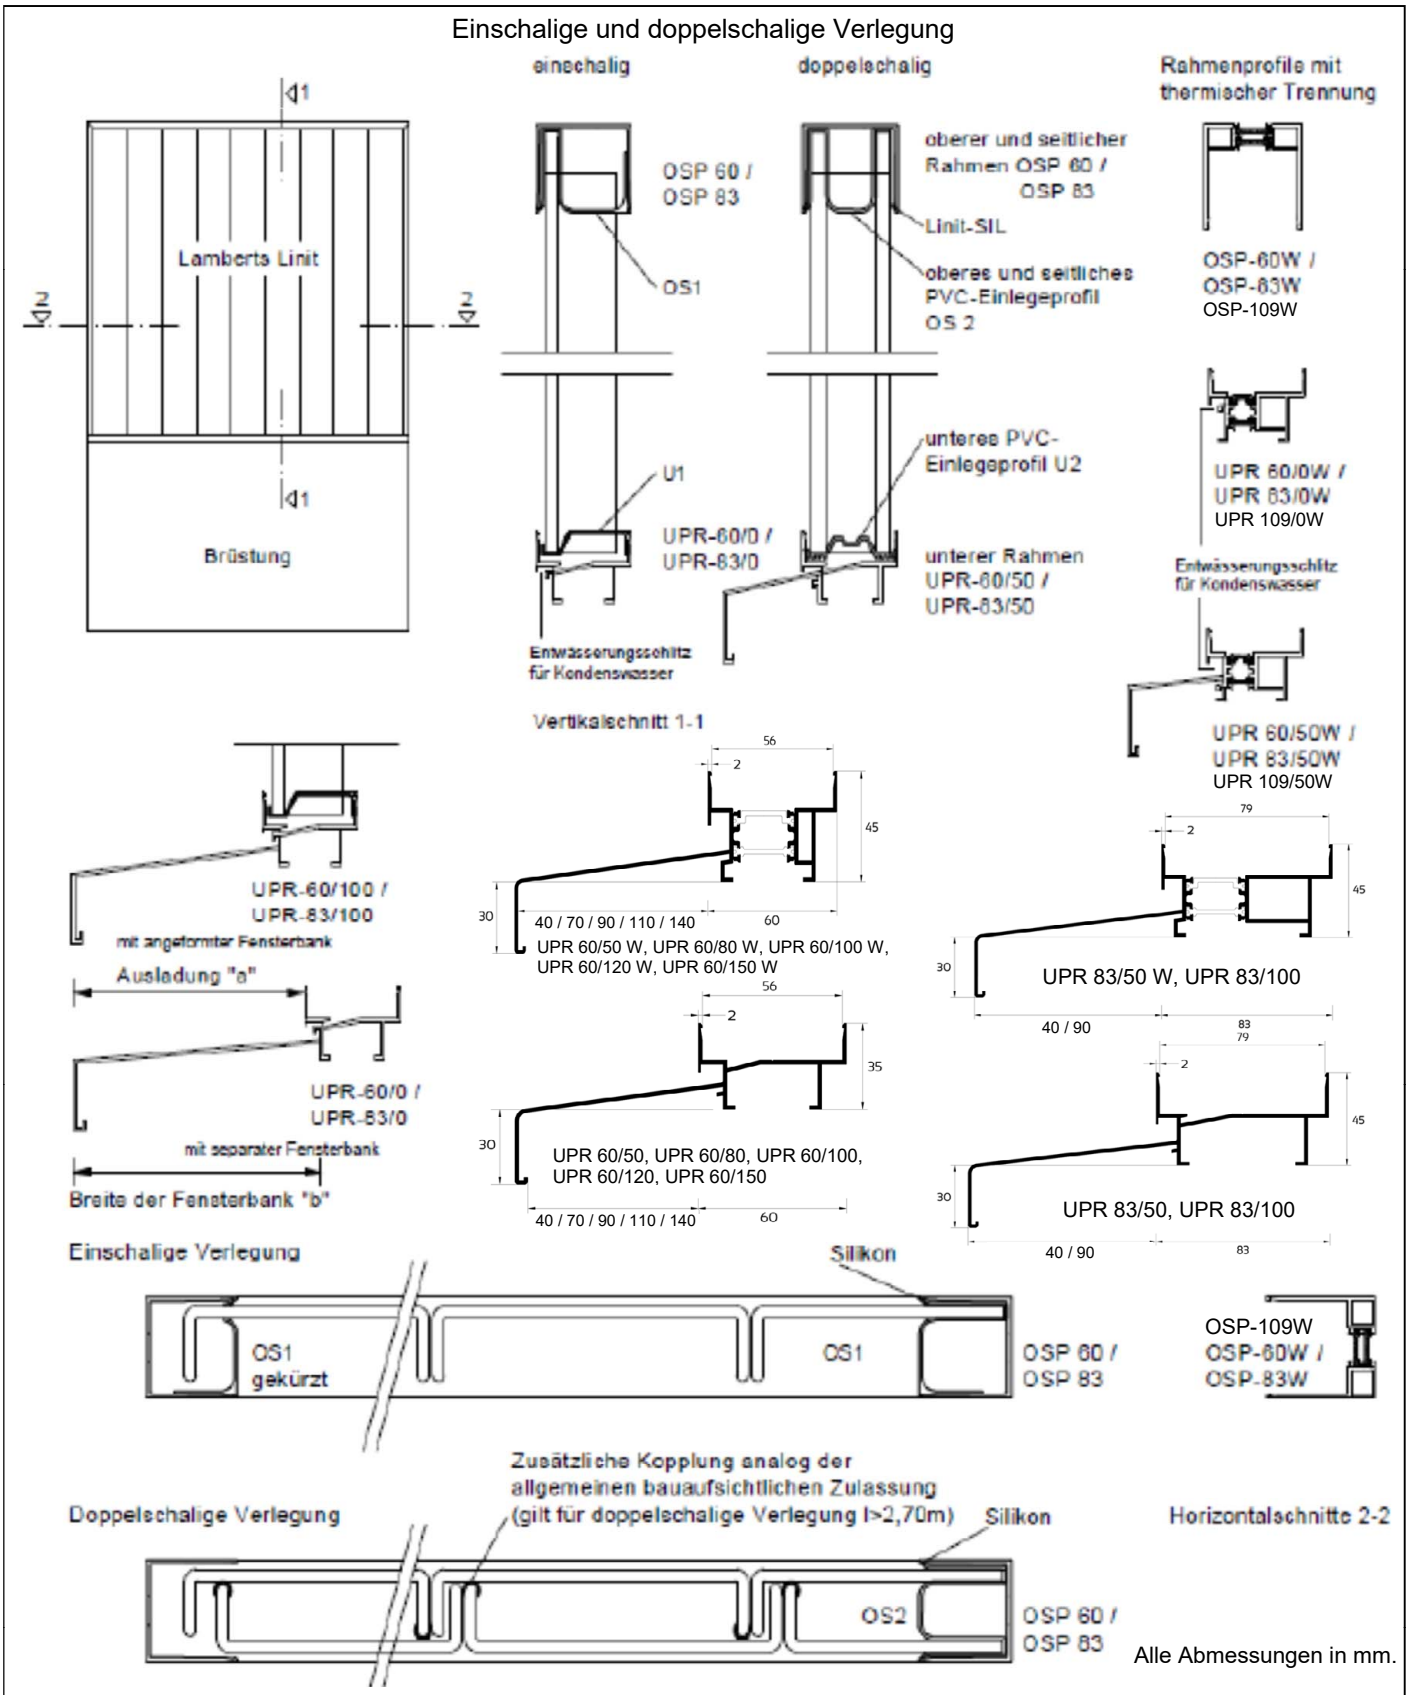 Einschalige und doppelschalige Verlegung
einschalig
doppelschalig
Rahmenprofile mit
thermischer Trennung
1
Lamberts Linit
2
2
1
Brüstung
OSP 60 /
OSP 83
OS1
U1
UPR-60/0 /
UPR-83/0
Entwässerungsschlitz
für Kondenswasser
oberer und seitlicher
Rahmen OSP 60 /
OSP 83
Linit-SIL
oberes und seitliches
PVC-Einlegeprofil
OS 2
unteres PVC-
Einlegeprofil U2
unterer Rahmen
UPR-60/50 /
UPR-83/50
OSP-60W /
OSP-83W
OSP-109W
UPR 60/0W /
UPR 83/0W
UPR 109/0W
Entwässerungsschlitz
für Kondenswasser
UPR 60/50W /
UPR 83/50W
UPR 109/50W
Vertikalschnitt 1-1
UPR-60/100 /
UPR-83/100
mit angeformter Fensterbank
Ausladung "a"
UPR-60/0 /
UPR-83/0
mit separater Fensterbank
Breite der Fensterbank "b"
56
2
45
30
40 / 70 / 90 / 110 / 140
60
UPR 60/50 W, UPR 60/80 W, UPR 60/100 W,
UPR 60/120 W, UPR 60/150 W
56
2
35
30
UPR 60/50, UPR 60/80, UPR 60/100,
UPR 60/120, UPR 60/150
40 / 70 / 90 / 110 / 140
60
79
2
45
30
UPR 83/50 W, UPR 83/100
40 / 90
83
79
2
45
30
UPR 83/50, UPR 83/100
40 / 90
83
Einschalige Verlegung
Silikon
OS1
gekürzt
OS1
OSP 60 /
OSP 83
OSP-109W
OSP-60W /
OSP-83W
Zusätzliche Kopplung analog der
allgemeinen bauaufsichtlichen Zulassung
(gilt für doppelschalige Verlegung l>2,70m)
Doppelschalige Verlegung
Silikon
Horizontalschnitte 2-2
OS2
OSP 60 /
OSP 83
Alle Abmessungen in mm.